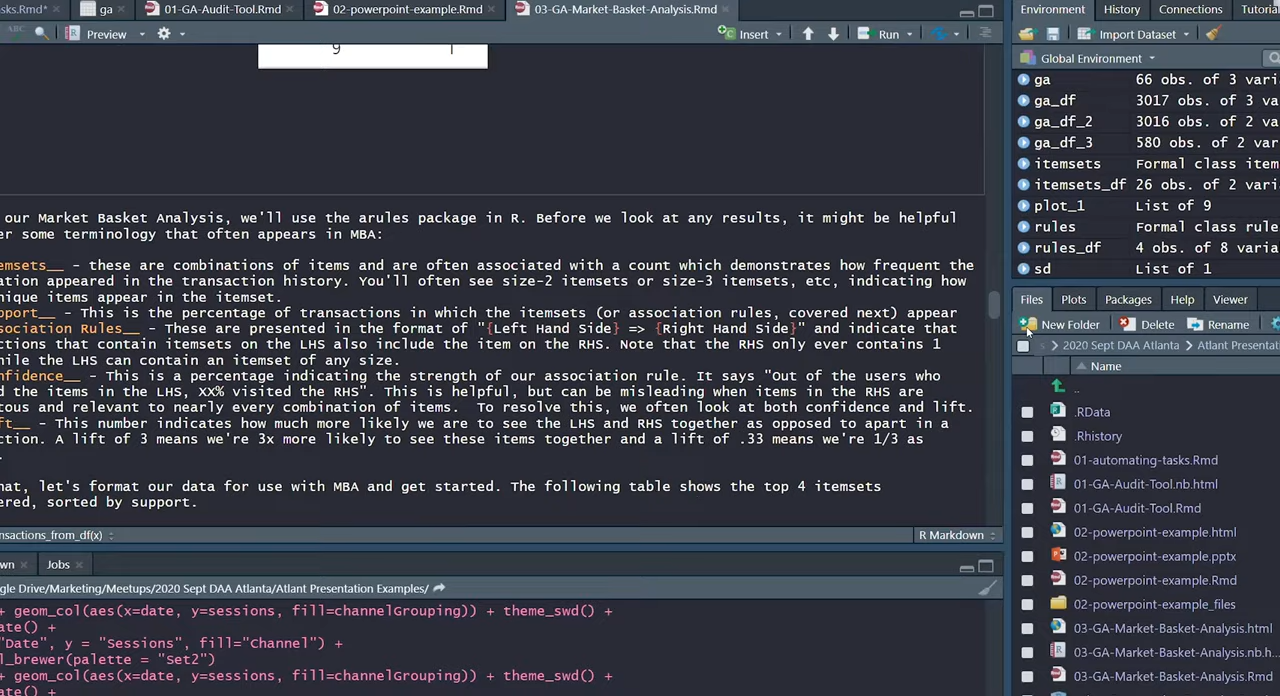 sks.Rmd* × ga × 01-GA-Audit-Tool.Rmd × 02-powerpoint-example.Rmd × 03-GA-Market-Basket-Analysis.Rmd ×
ABC Preview Insert Run
9 1
our Market Basket Analysis, we'll use the arules package in R. Before we look at any results, it might be helpful
er some terminology that often appears in MBA:
emsets__ - these are combinations of items and are often associated with a count which demonstrates how frequent the
ation appeared in the transaction history. You'll often see size-2 itemsets or size-3 itemsets, etc, indicating how
nique items appear in the itemset.
pport__ - This is the percentage of transactions in which the itemsets (or association rules, covered next) appear
sociation Rules__ - These are presented in the format of "{Left Hand Side} => {Right Hand Side}" and indicate that
ctions that contain itemsets on the LHS also include the item on the RHS. Note that the RHS only ever contains 1
hile the LHS can contain an itemset of any size.
nfidence__ - This is a percentage indicating the strength of our association rule. It says "Out of the users who
d the items in the LHS, XX% visited the RHS". This is helpful, but can be misleading when items in the RHS are
tous and relevant to nearly every combination of items.  To resolve this, we often look at both confidence and lift.
ft__ - This number indicates how much more likely we are to see the LHS and RHS together as opposed to apart in a
ction. A lift of 3 means we're 3x more likely to see these items together and a lift of .33 means we're 1/3 as
.
hat, let's format our data for use with MBA and get started. The following table shows the top 4 itemsets
ered, sorted by support.
nsactions_from_df(x) R Markdown
wn × Jobs ×
gle Drive/Marketing/Meetups/2020 Sept DAA Atlanta/Atlant Presentation Examples/
+ geom_col(aes(x=date, y=sessions, fill=channelGrouping)) + theme_swd() +
ate() +
"Date", y = "Sessions", fill="Channel") +
l_brewer(palette = "Set2")
+ geom_col(aes(x=date, y=sessions, fill=channelGrouping)) + theme_swd() +
ate() +
Environment History Connections Tutorial
Import Dataset
Global Environment
ga 66 obs. of 3 vari
ga_df 3017 obs. of 3 va
ga_df_2 3016 obs. of 2 va
ga_df_3 580 obs. of 2 var
itemsets Formal class item
itemsets_df 26 obs. of 2 vari
plot_1 List of 9
rules Formal class rule
rules_df 4 obs. of 8 varia
sd List of 1
Files Plots Packages Help Viewer
New Folder Delete Rename
2020 Sept DAA Atlanta > Atlant Presentati
Name
..
.RData
.Rhistory
01-automating-tasks.Rmd
01-GA-Audit-Tool.nb.html
01-GA-Audit-Tool.Rmd
02-powerpoint-example.html
02-powerpoint-example.pptx
02-powerpoint-example.Rmd
02-powerpoint-example_files
03-GA-Market-Basket-Analysis.html
03-GA-Market-Basket-Analysis.nb.h...
03-GA-Market-Basket-Analysis.Rmd